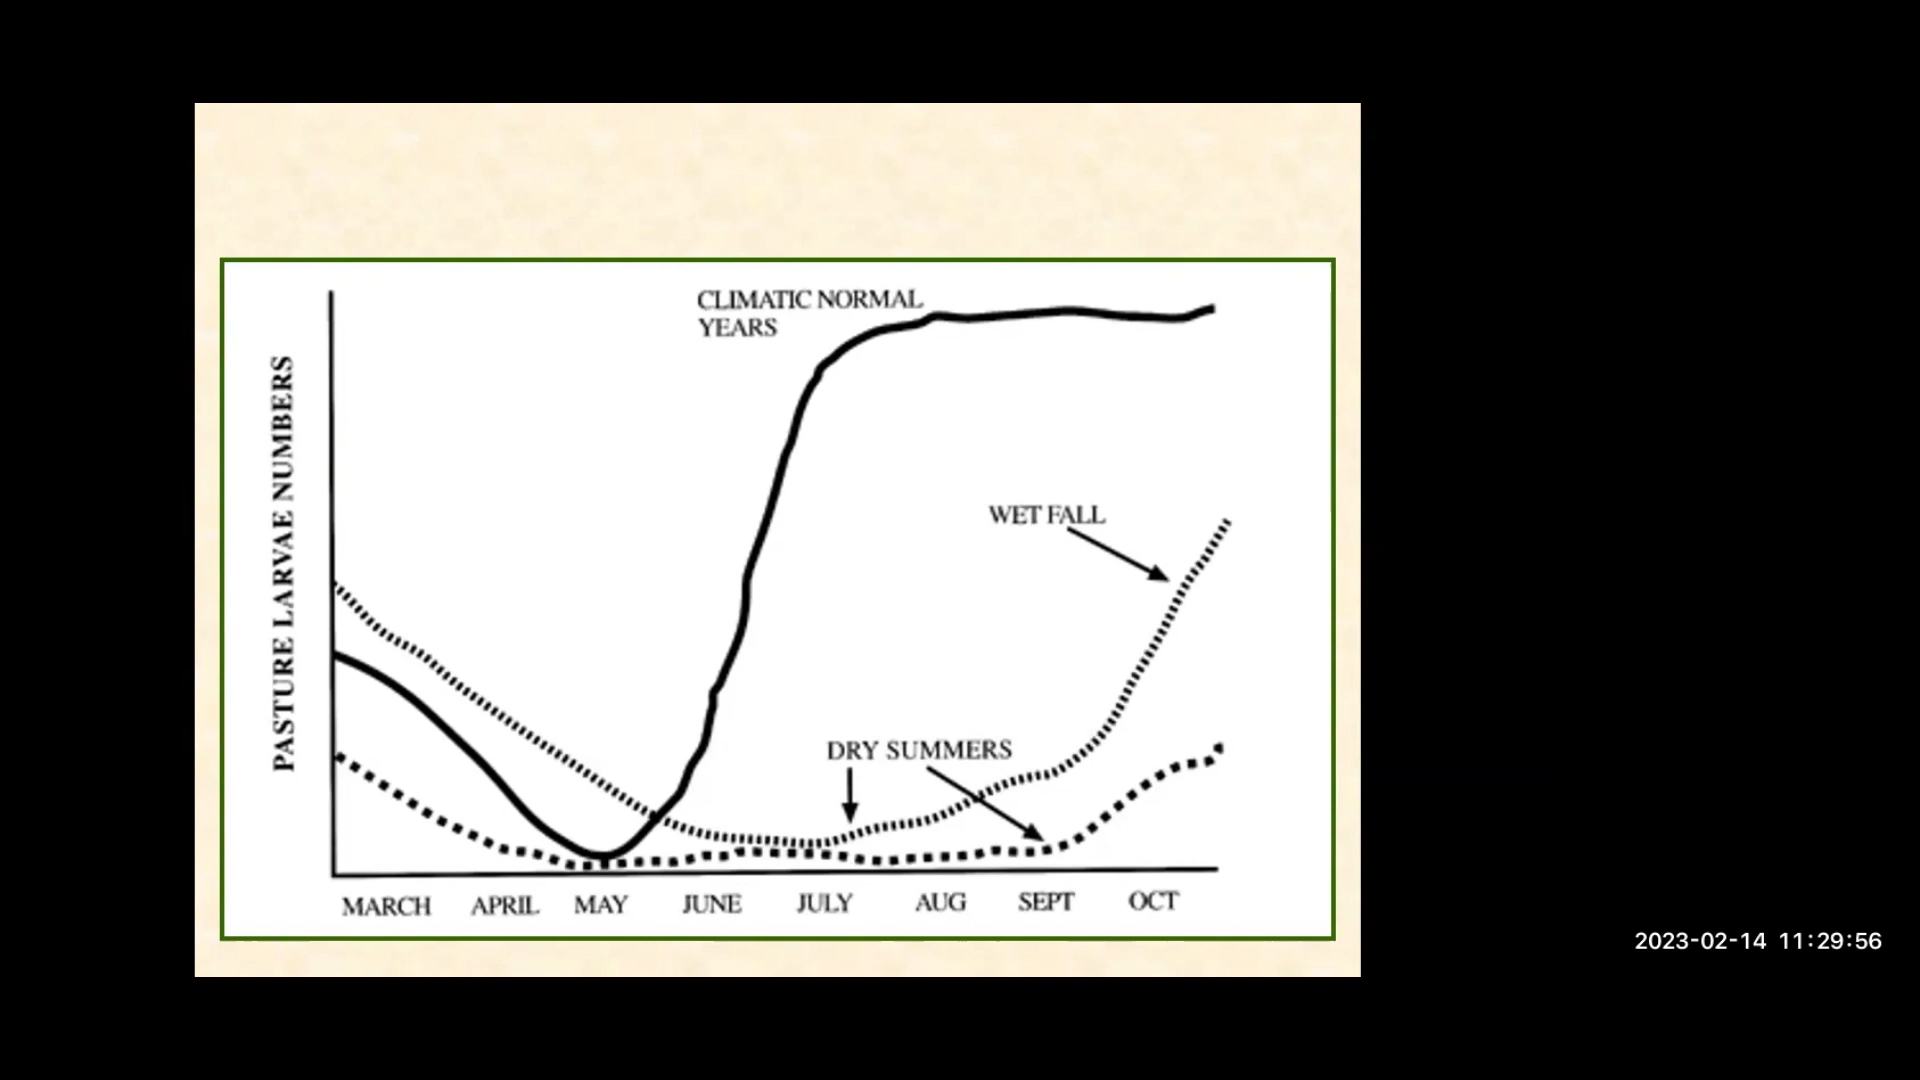 CLIMATIC NORMAL
YEARS
PASTURE LARVAE NUMBERS
WET FALL
DRY SUMMERS
MARCH APRIL MAY JUNE JULY AUG SEPT OCT
2023-02-14 11:29:56